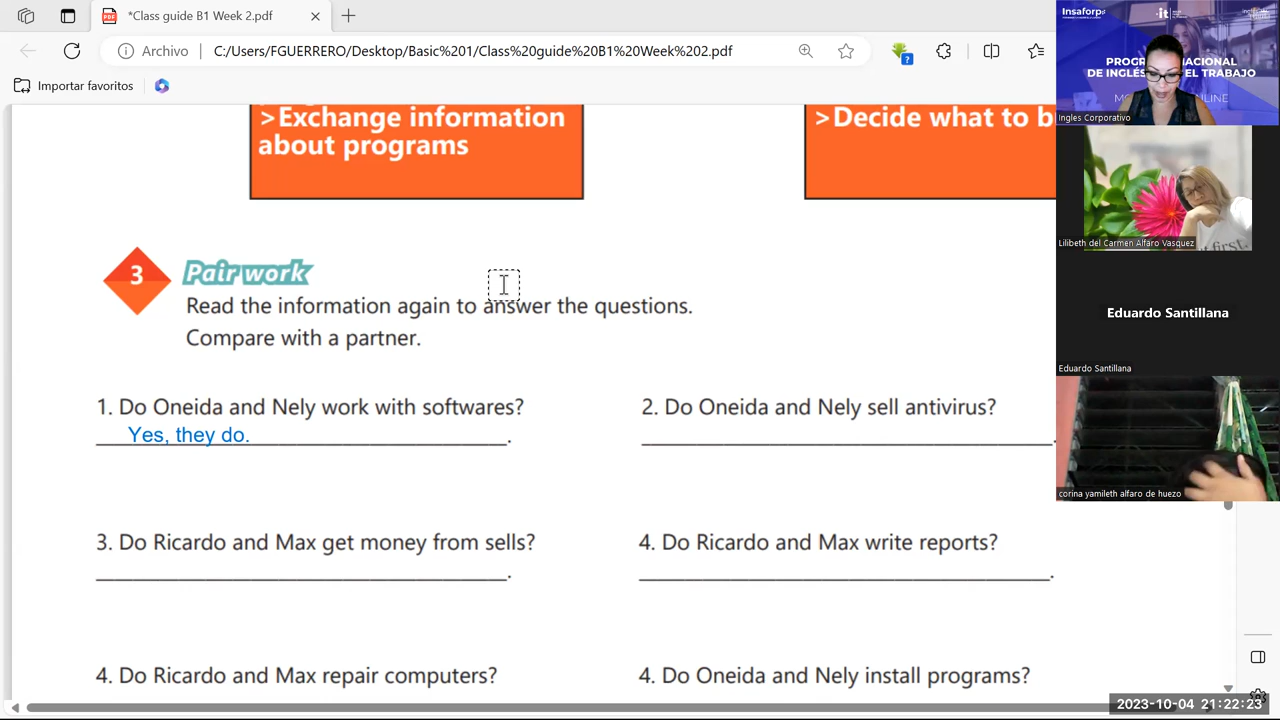 *Class guide B1 Week 2.pdf
Archivo
C:/Users/FGUERRERO/Desktop/Basic%201/Class%20guide%20B1%20Week%202.pdf
Importar favoritos
>Exchange information
about programs
>Decide what to b
3
Pair work
Read the information again to answer the questions.
Compare with a partner.
1. Do Oneida and Nely work with softwares?
Yes, they do.
2. Do Oneida and Nely sell antivirus?
3. Do Ricardo and Max get money from sells?
4. Do Ricardo and Max write reports?
4. Do Ricardo and Max repair computers?
4. Do Oneida and Nely install programs?
Insaforp
Ingles Corporativo
Lilibeth del Carmen Alfaro Vasquez
Eduardo Santillana
Eduardo Santillana
corina yamileth alfaro de huezo
2023-10-04 21:22:23